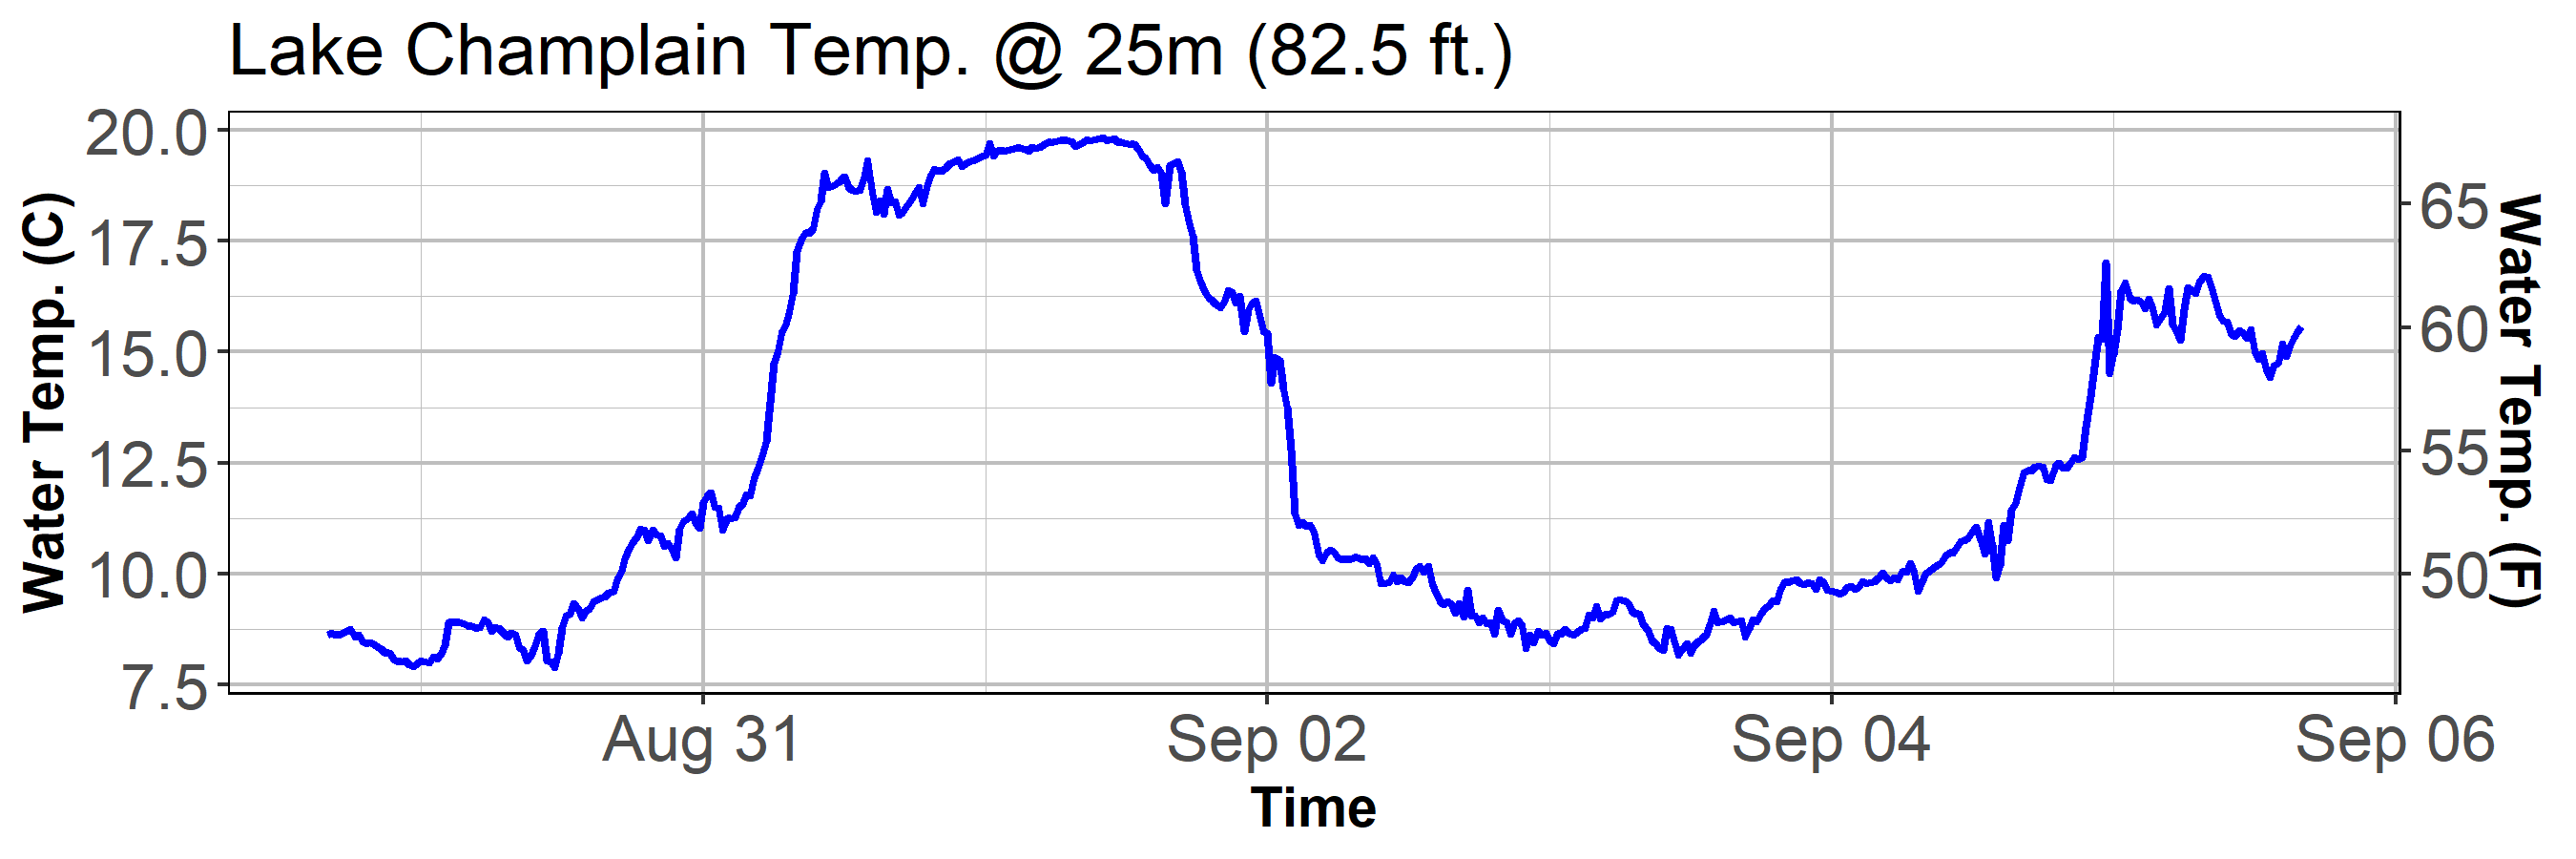 Lake Champlain Temp. @ 25m (82.5 ft.)
Water Temp. (C)
20.0
17.5
15.0
12.5
10.0
7.5
65
60
55
50
Water Temp. (F)
Aug 31
Sep 02
Sep 04
Sep 06
Time